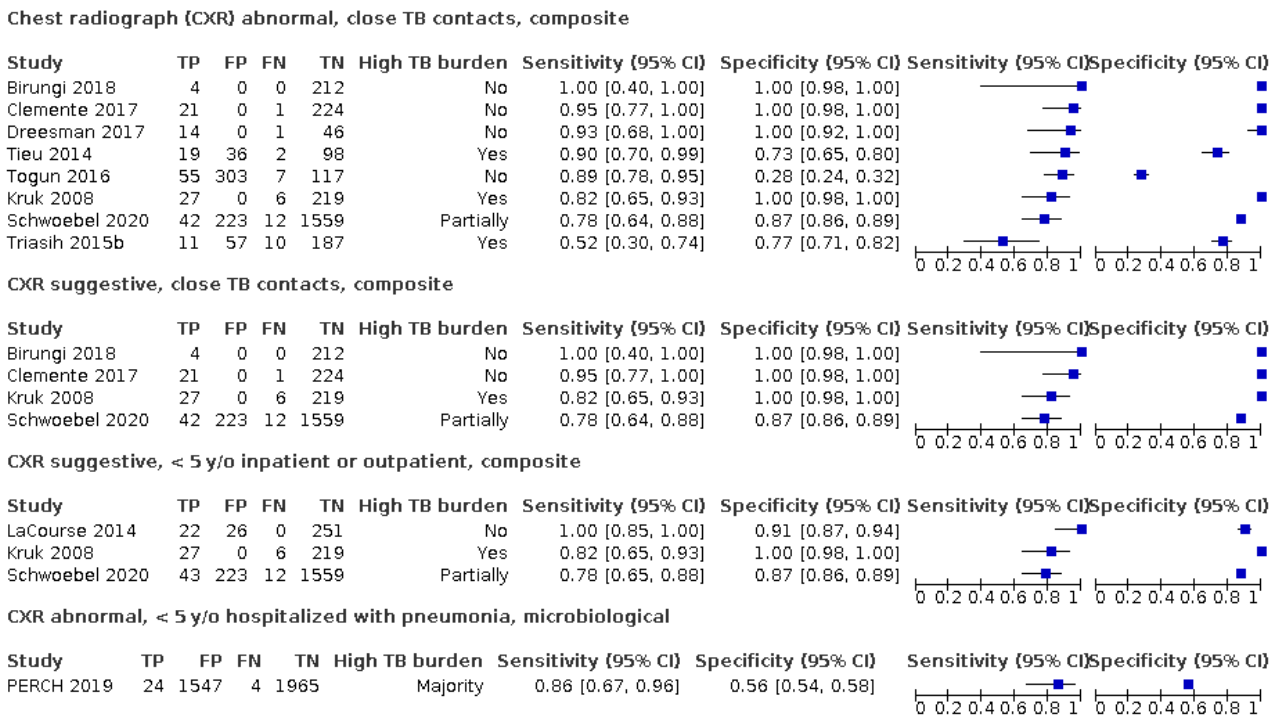 Chest radiograph (CXR) abnormal, close TB contacts, composite
Study TP FP FN TN High TB burden Sensitivity (95% CI) Specificity (95% CI) Sensitivity (95% CI) Specificity (95% CI)
Birungi 2018 4 0 0 212 No 1.00 [0.40, 1.00] 1.00 [0.98, 1.00]
Clemente 2017 21 0 1 224 No 0.95 [0.77, 1.00] 1.00 [0.98, 1.00]
Dreesman 2017 14 0 1 46 No 0.93 [0.68, 1.00] 1.00 [0.92, 1.00]
Tieu 2014 19 36 2 98 Yes 0.90 [0.70, 0.99] 0.73 [0.65, 0.80]
Togun 2016 55 303 7 117 No 0.89 [0.78, 0.95] 0.28 [0.24, 0.32]
Kruk 2008 27 0 6 219 Yes 0.82 [0.65, 0.93] 1.00 [0.98, 1.00]
Schwoebel 2020 42 223 12 1559 Partially 0.78 [0.64, 0.88] 0.87 [0.86, 0.89]
Triasih 2015b 11 57 10 187 Yes 0.52 [0.30, 0.74] 0.77 [0.71, 0.82]
0 0.2 0.4 0.6 0.8 1 0 0.2 0.4 0.6 0.8 1
CXR suggestive, close TB contacts, composite
Study TP FP FN TN High TB burden Sensitivity (95% CI) Specificity (95% CI) Sensitivity (95% CI) Specificity (95% CI)
Birungi 2018 4 0 0 212 No 1.00 [0.40, 1.00] 1.00 [0.98, 1.00]
Clemente 2017 21 0 1 224 No 0.95 [0.77, 1.00] 1.00 [0.98, 1.00]
Kruk 2008 27 0 6 219 Yes 0.82 [0.65, 0.93] 1.00 [0.98, 1.00]
Schwoebel 2020 42 223 12 1559 Partially 0.78 [0.64, 0.88] 0.87 [0.86, 0.89]
0 0.2 0.4 0.6 0.8 1 0 0.2 0.4 0.6 0.8 1
CXR suggestive, < 5 y/o inpatient or outpatient, composite
Study TP FP FN TN High TB burden Sensitivity (95% CI) Specificity (95% CI) Sensitivity (95% CI) Specificity (95% CI)
LaCourse 2014 22 26 0 251 No 1.00 [0.85, 1.00] 0.91 [0.87, 0.94]
Kruk 2008 27 0 6 219 Yes 0.82 [0.65, 0.93] 1.00 [0.98, 1.00]
Schwoebel 2020 43 223 12 1559 Partially 0.78 [0.65, 0.88] 0.87 [0.86, 0.89]
0 0.2 0.4 0.6 0.8 1 0 0.2 0.4 0.6 0.8 1
CXR abnormal, < 5 y/o hospitalized with pneumonia, microbiological
Study TP FP FN TN High TB burden Sensitivity (95% CI) Specificity (95% CI) Sensitivity (95% CI) Specificity (95% CI)
PERCH 2019 24 1547 4 1965 Majority 0.86 [0.67, 0.96] 0.56 [0.54, 0.58]
0 0.2 0.4 0.6 0.8 1 0 0.2 0.4 0.6 0.8 1